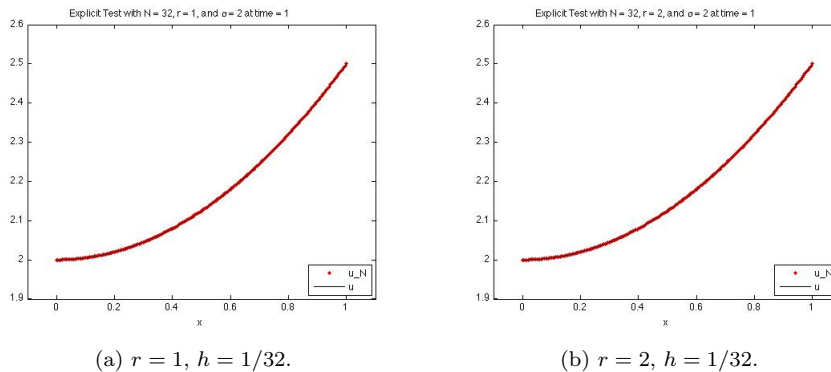 Explicit Test with N = 32, r = 1, and ø = 2 at time = 1
2.6
2.5
2.4
2.3
2.2
2.1
2
1.9
0
0.2
0.4
0.6
0.8
1
x
u_N
u
(a) r = 1, h = 1/32.
Explicit Test with N = 32, r = 2, and ø = 2 at time = 1
2.6
2.5
2.4
2.3
2.2
2.1
2
1.9
0
0.2
0.4
0.6
0.8
1
x
u_N
u
(b) r = 2, h = 1/32.